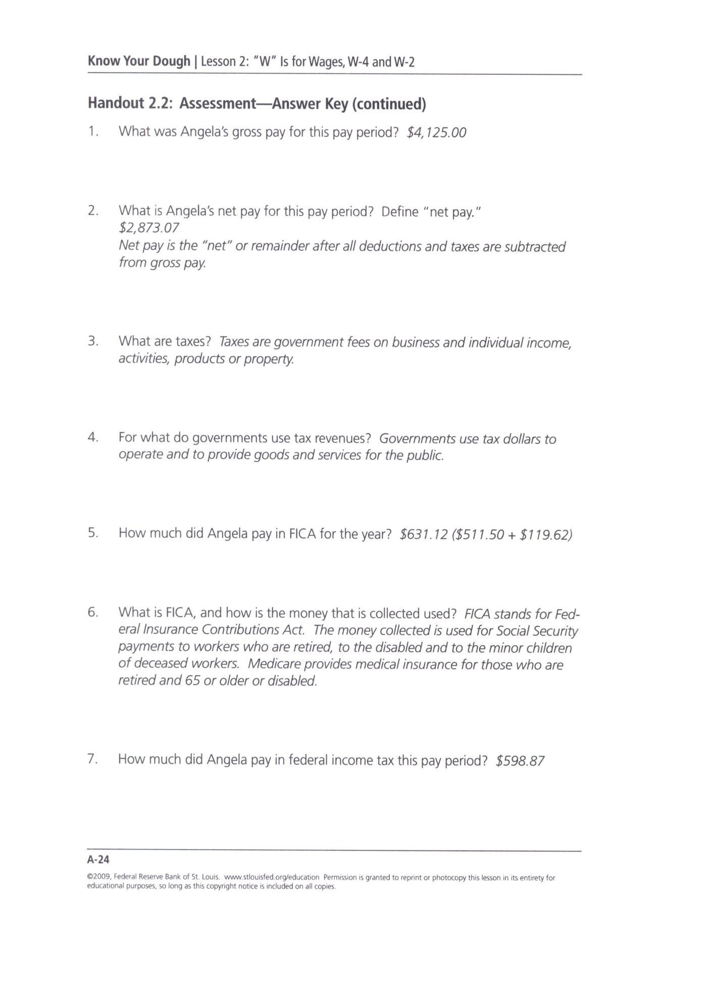 Know Your Dough | Lesson 2: "W" Is for Wages, W-4 and W-2
Handout 2.2: Assessment—Answer Key (continued)
1. What was Angela's gross pay for this pay period? $4,125.00
2. What is Angela's net pay for this pay period? Define "net pay."
$2,873.07
Net pay is the "net" or remainder after all deductions and taxes are subtracted
from gross pay.
3. What are taxes? Taxes are government fees on business and individual income,
activities, products or property.
4. For what do governments use tax revenues? Governments use tax dollars to
operate and to provide goods and services for the public.
5. How much did Angela pay in FICA for the year? $631.12 ($511.50 + $119.62)
6. What is FICA, and how is the money that is collected used? FICA stands for Fed-
eral Insurance Contributions Act. The money collected is used for Social Security
payments to workers who are retired, to the disabled and to the minor children
of deceased workers. Medicare provides medical insurance for those who are
retired and 65 or older or disabled.
7. How much did Angela pay in federal income tax this pay period? $598.87
A-24
©2009, Federal Reserve Bank of St. Louis. www.stlouisfed.org/education Permission is granted to reprint or photocopy this lesson in its entirety for
educational purposes, so long as this copyright notice is included on all copies.